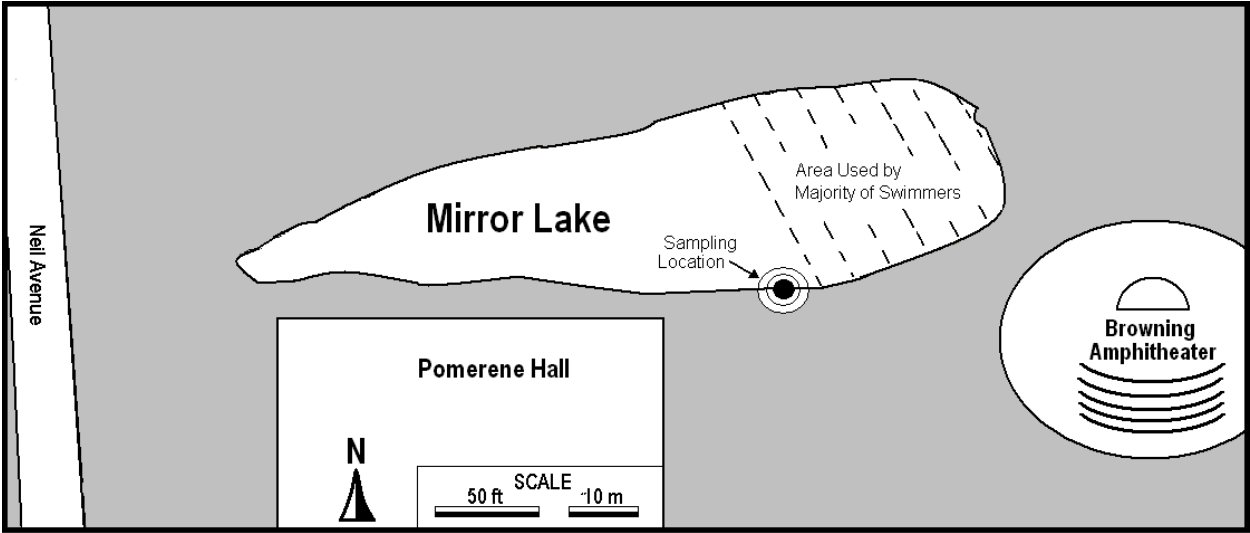 Area Used by
Majority of Swimmers
Mirror Lake
Neil Avenue
Sampling
Location
Browning
Amphitheater
Pomerene Hall
N
SCALE
50 ft
10 m